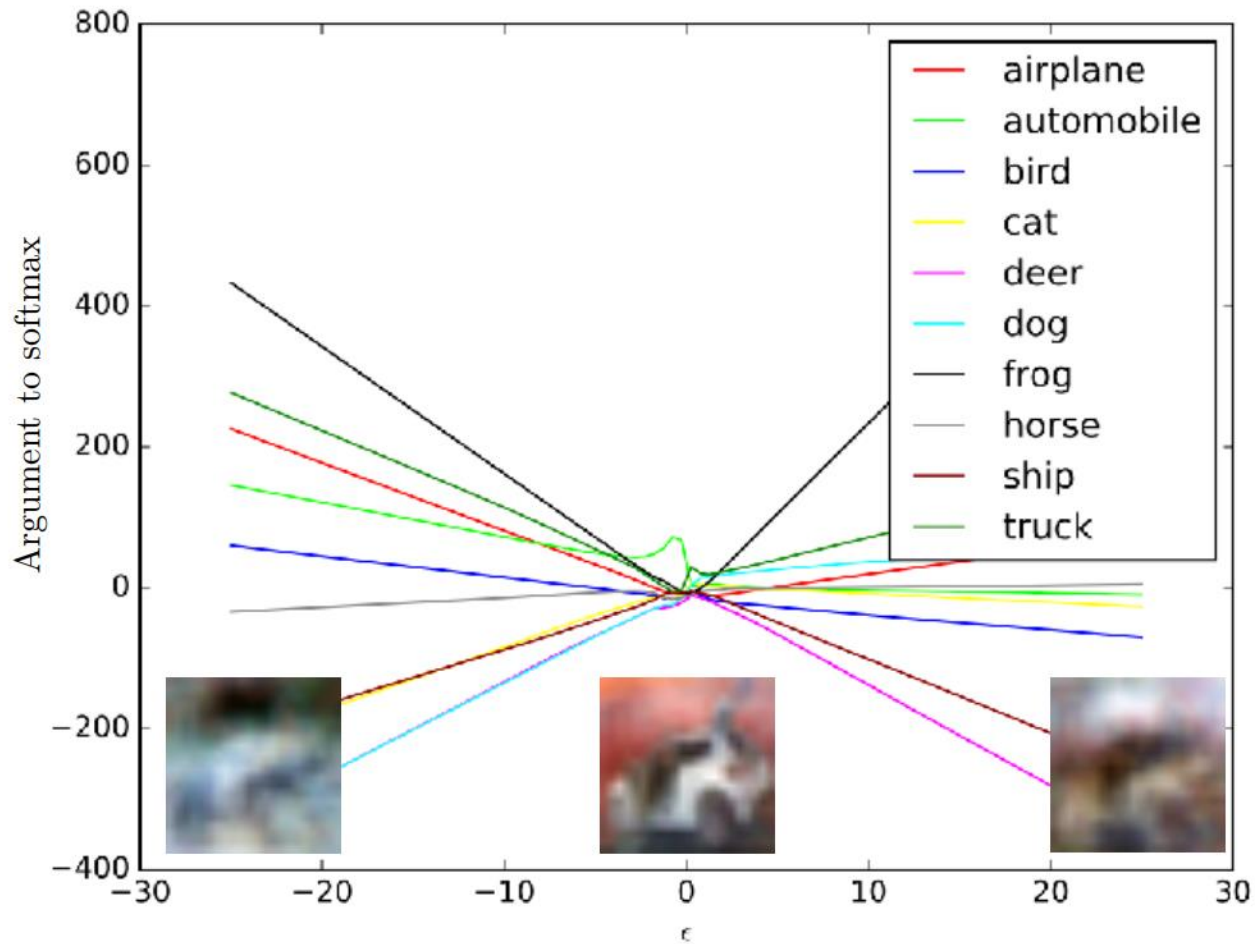 800
600
400
200
0
−200
−400
Argument to softmax
airplane
automobile
bird
cat
deer
dog
frog
horse
ship
truck
−30 −20 −10 0 10 20 30
ϵ